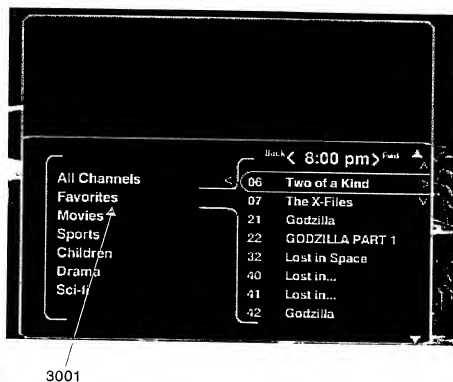 Back < 8:00 pm > Fwd
All Channels
Favorites
Movies
Sports
Children
Drama
Sci-fi
06 Two of a Kind
07 The X-Files
21 Godzilla
22 GODZILLA PART 1
32 Lost in Space
40 Lost in...
41 Lost in...
42 Godzilla
3001